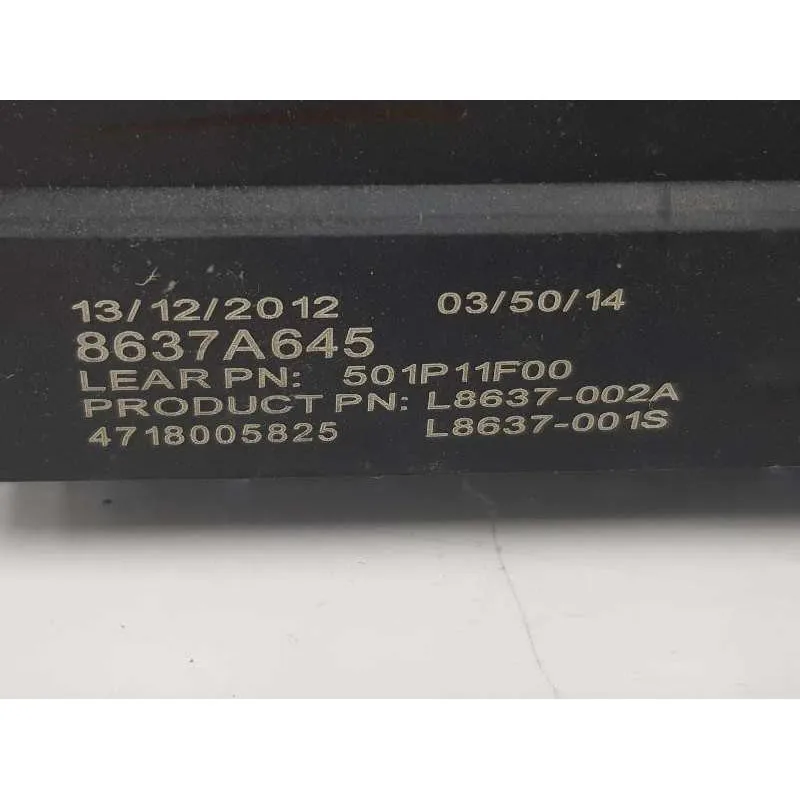 13/12/2012 03/50/14
8637A645
LEAR PN: 501P11F00
PRODUCT PN: L8637-002A
4718005825 L8637-001S